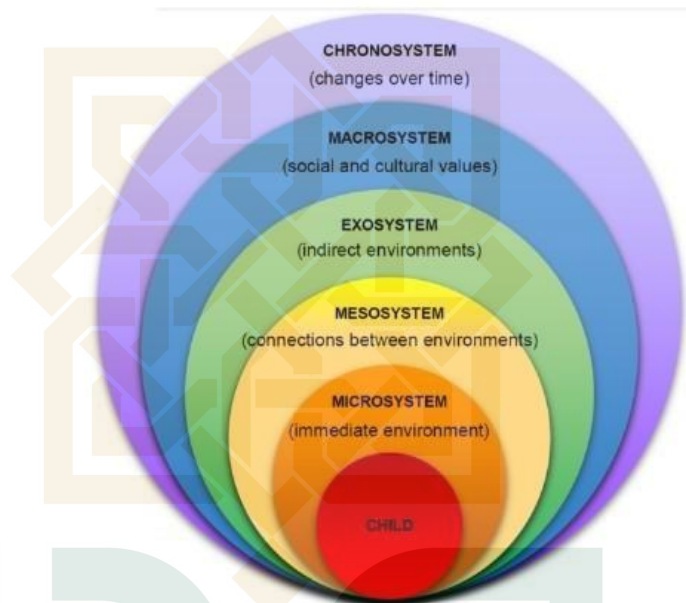 CHRONOSYSTEM
(changes over time)
MACROSYSTEM
(social and cultural values)
EXOSYSTEM
(indirect environments)
MESOSYSTEM
(connections between environments)
MICROSYSTEM
(immediate environment)
CHILD